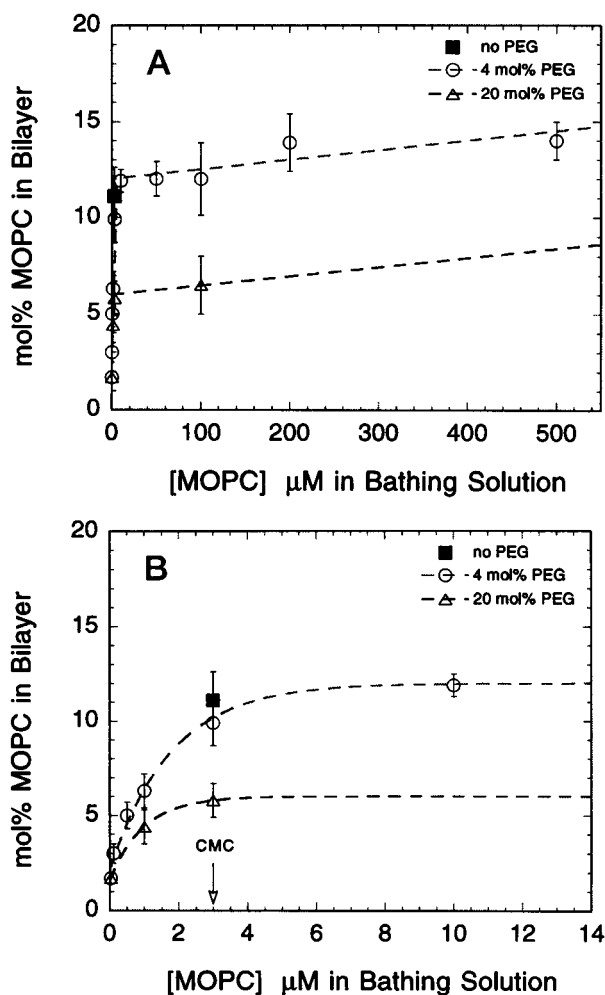 A
no PEG
4 mol% PEG
20 mol% PEG
20
15
10
5
0
mol% MOPC in Bilayer
0 100 200 300 400 500
[MOPC] μM in Bathing Solution
B
no PEG
4 mol% PEG
20 mol% PEG
20
15
10
5
0
mol% MOPC in Bilayer
CMC
0 2 4 6 8 10 12 14
[MOPC] μM in Bathing Solution